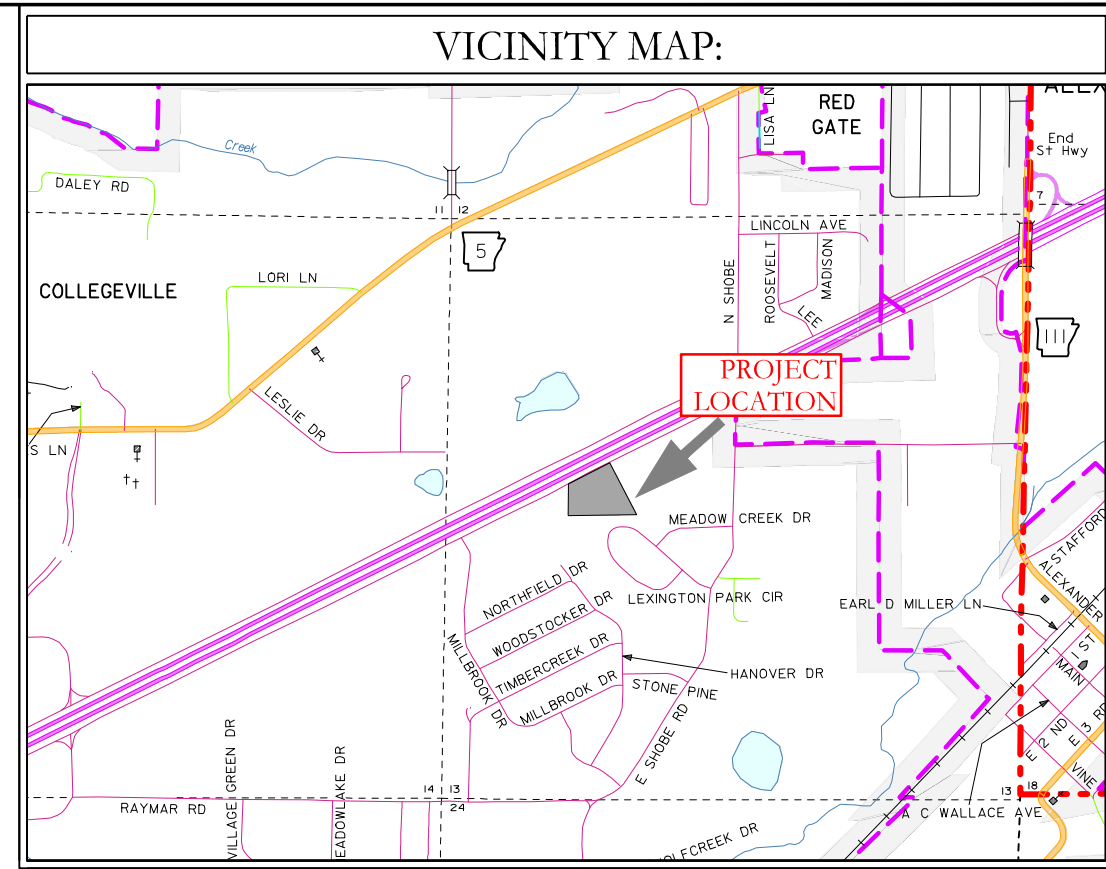 VICINITY MAP:
ALEX
RED
GATE
LISA LN
End
St Hwy
Creek
DALEY RD
7
11 12
LINCOLN AVE
5
LORI LN
COLLEGEVILLE
N SHOBE
ROOSEVELT
MADISON
LEE
111
PROJECT
LOCATION
LESLIE DR
S LN
MEADOW CREEK DR
STAFFORD
ALEXANDER
NORTHFIELD DR
LEXINGTON PARK CIR
EARL D MILLER LN
WOODSTOCKER DR
MILLBROOK DR
TIMBERCREEK DR
HANOVER DR
I ST
MAIN
MILLBROOK DR
STONE PINE
E SHOBE RD
E 2 ND
E 3 RD
VINE
VILLAGE GREEN DR
EADOWLAKE DR
14 13
24
13 18
RAYMAR RD
A C WALLACE AVE
OLFCREEK DR